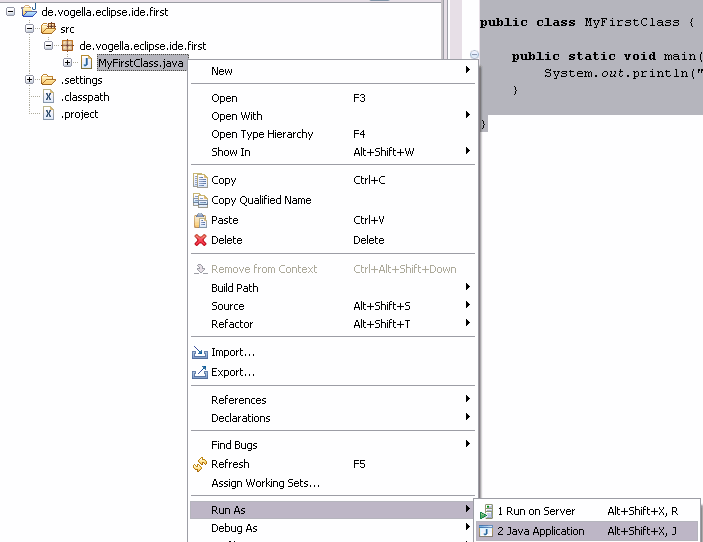 de.vogella.eclipse.ide.first
src
de.vogella.eclipse.ide.first
MyFirstClass.java
.settings
.classpath
.project
public class MyFirstClass {
public static void main(
System.out.println("
}
}
New
Open F3
Open With
Open Type Hierarchy F4
Show In Alt+Shift+W
Copy Ctrl+C
Copy Qualified Name
Paste Ctrl+V
Delete Delete
Remove from Context Ctrl+Alt+Shift+Down
Build Path
Source Alt+Shift+S
Refactor Alt+Shift+T
Import...
Export...
References
Declarations
Find Bugs
Refresh F5
Assign Working Sets...
Run As
Debug As
1 Run on Server Alt+Shift+X, R
2 Java Application Alt+Shift+X, J